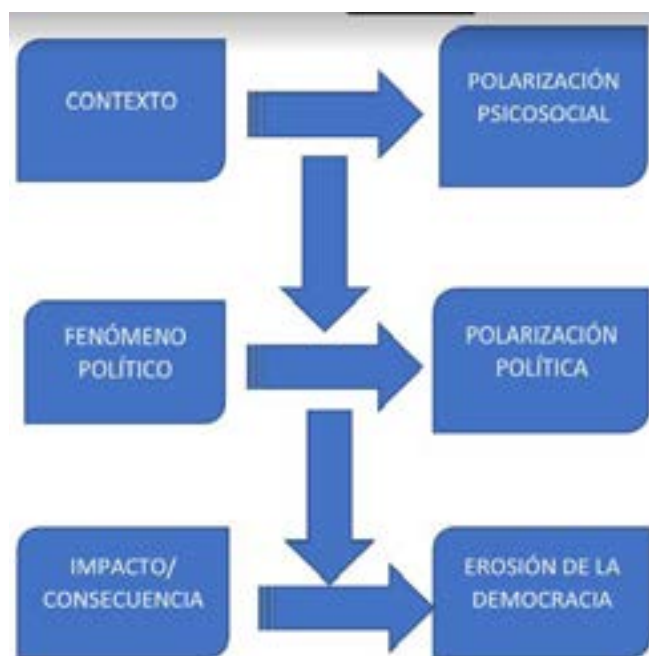 CONTEXTO
POLARIZACIÓN
PSICOSOCIAL
FENÓMENO
POLÍTICO
POLARIZACIÓN
POLÍTICA
IMPACTO/
CONSECUENCIA
EROSIÓN DE LA
DEMOCRACIA